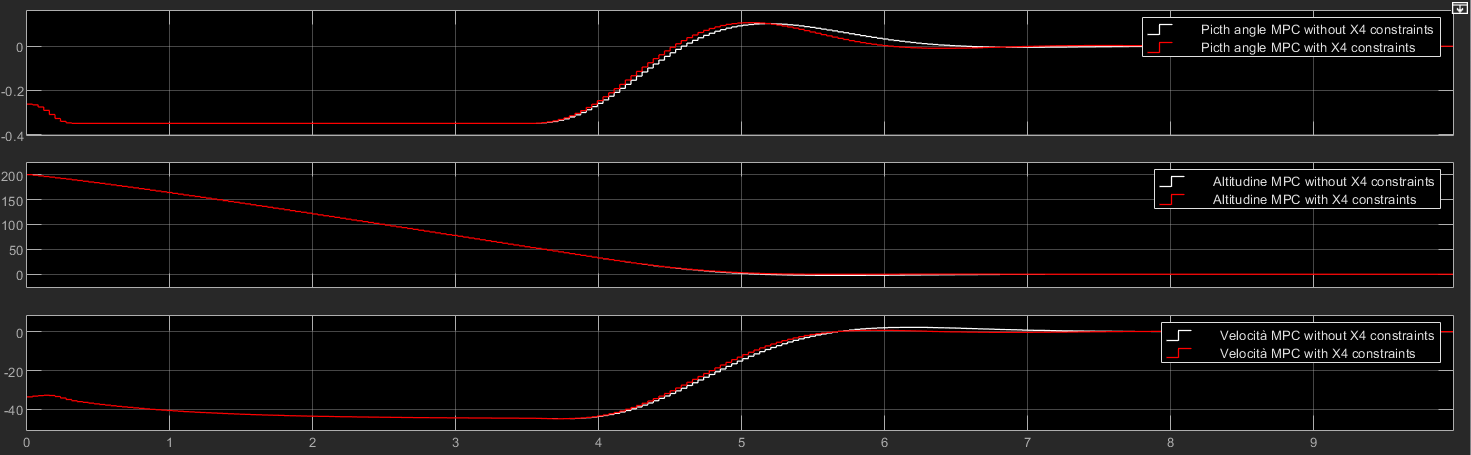 0
-0.2
-0.4
Picth angle MPC without X4 constraints
Picth angle MPC with X4 constraints
200
150
100
50
0
Altitudine MPC without X4 constraints
Altitudine MPC with X4 constraints
0
-20
-40
Velocità MPC without X4 constraints
Velocità MPC with X4 constraints
0 1 2 3 4 5 6 7 8 9